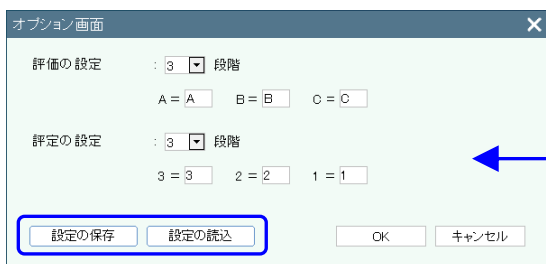 オプション画面
評価の設定 : 3 段階
A = A B = B C = C
評定の設定 : 3 段階
3 = 3 2 = 2 1 = 1
設定の保存 設定の読込 OK キャンセル